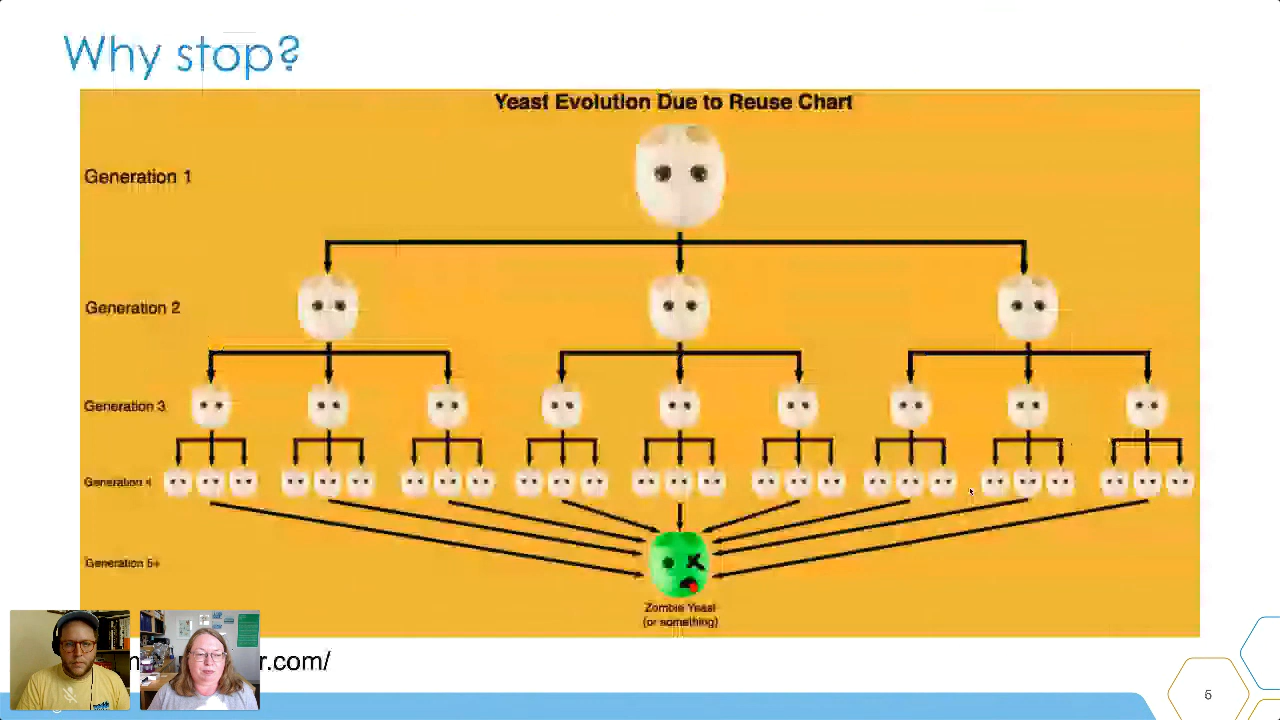 Why stop?
Yeast Evolution Due to Reuse Chart
Generation 1
Generation 2
Generation 3
Generation 4
Generation 5+
Zombie Yeast
(or something)
r.com/
5